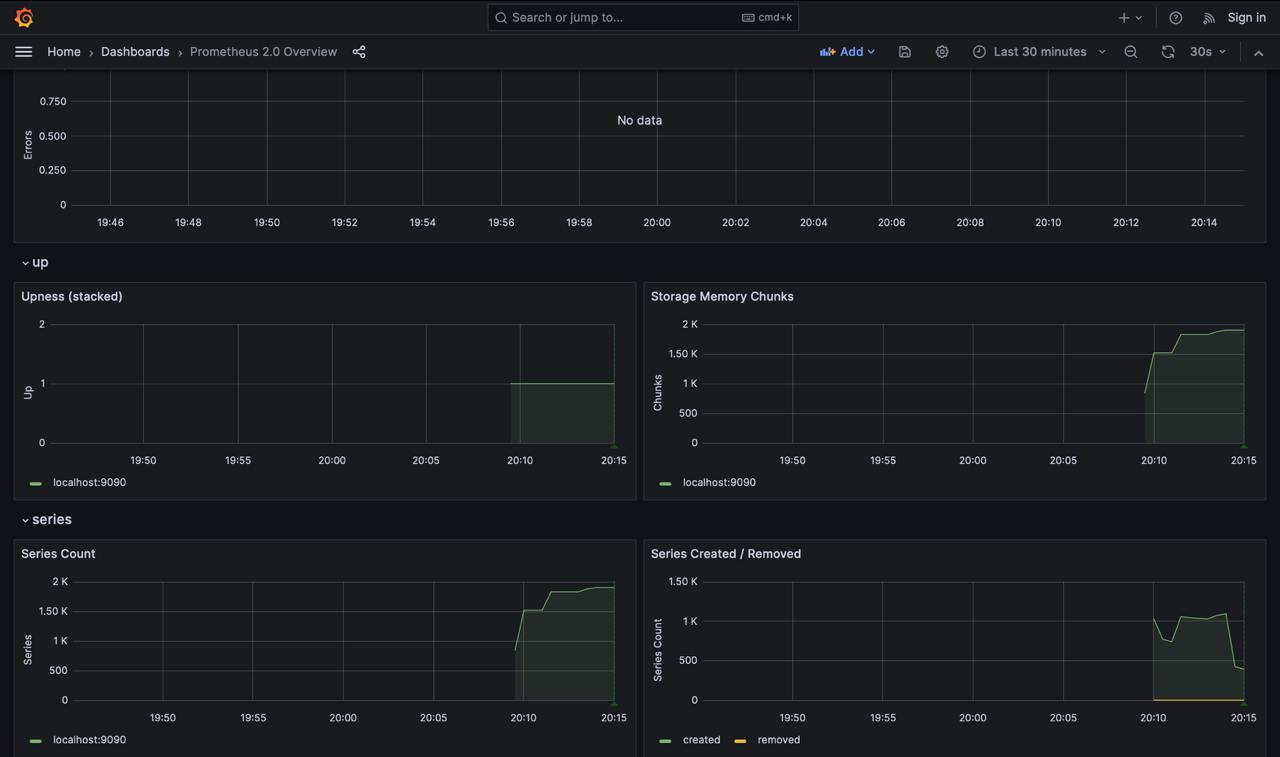 Search or jump to... cmd+k Sign in
Home Dashboards Prometheus 2.0 Overview Add Last 30 minutes 30s
0.750
No data
0.500
0.250
0
Errors
19:46 19:48 19:50 19:52 19:54 19:56 19:58 20:00 20:02 20:04 20:06 20:08 20:10 20:12 20:14
up
Upness (stacked)
2
1
0
Up
19:50 19:55 20:00 20:05 20:10 20:15
localhost:9090
Storage Memory Chunks
2 K
1.50 K
1 K
500
0
Chunks
19:50 19:55 20:00 20:05 20:10 20:15
localhost:9090
series
Series Count
2 K
1.50 K
1 K
500
0
Series
19:50 19:55 20:00 20:05 20:10 20:15
localhost:9090
Series Created / Removed
1.50 K
1 K
500
0
Series Count
19:50 19:55 20:00 20:05 20:10 20:15
created removed